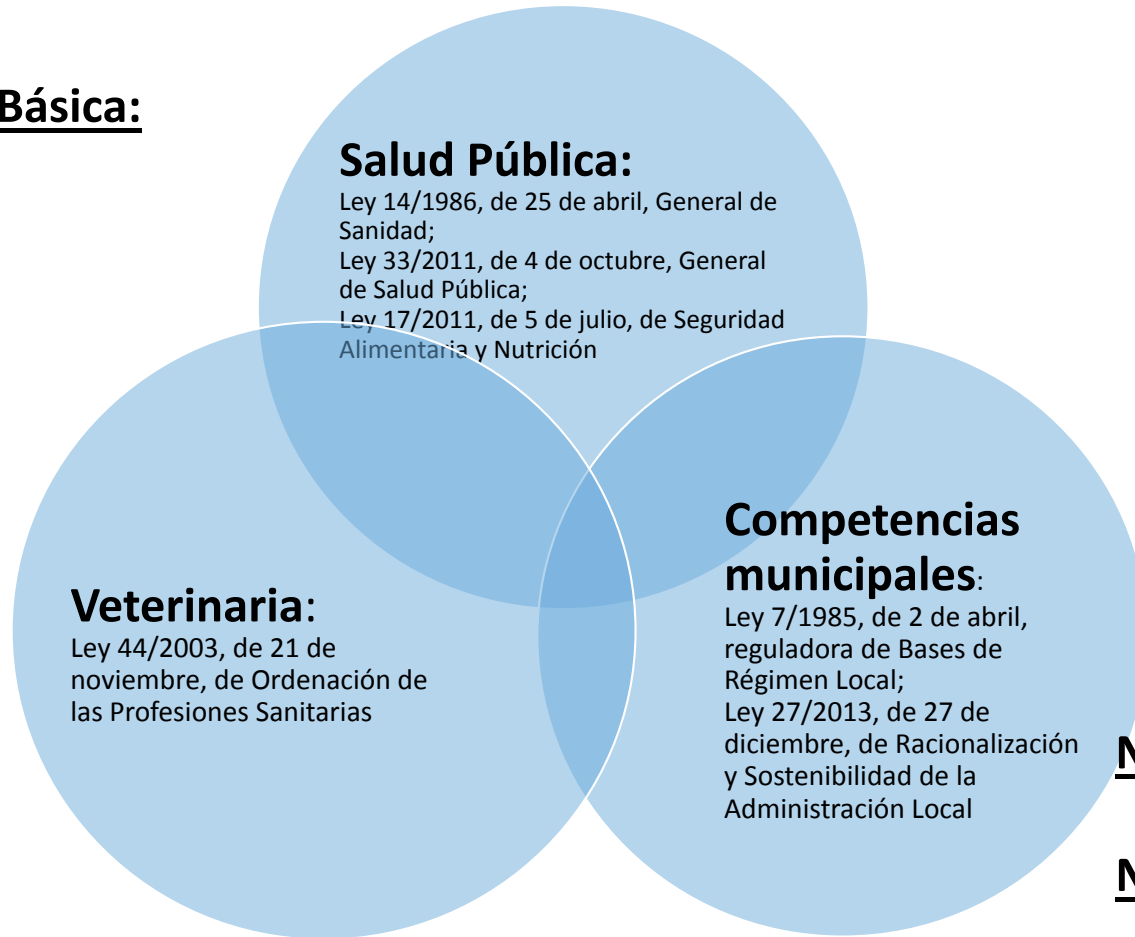 Básica:
Salud Pública:
Ley 14/1986, de 25 de abril, General de
Sanidad;
Ley 33/2011, de 4 de octubre, General
de Salud Pública;
Ley 17/2011, de 5 de julio, de Seguridad
Alimentaria y Nutrición
Veterinaria:
Ley 44/2003, de 21 de
noviembre, de Ordenación de
las Profesiones Sanitarias
Competencias
municipales:
Ley 7/1985, de 2 de abril,
reguladora de Bases de
Régimen Local;
Ley 27/2013, de 27 de
diciembre, de Racionalización
y Sostenibilidad de la
Administración Local